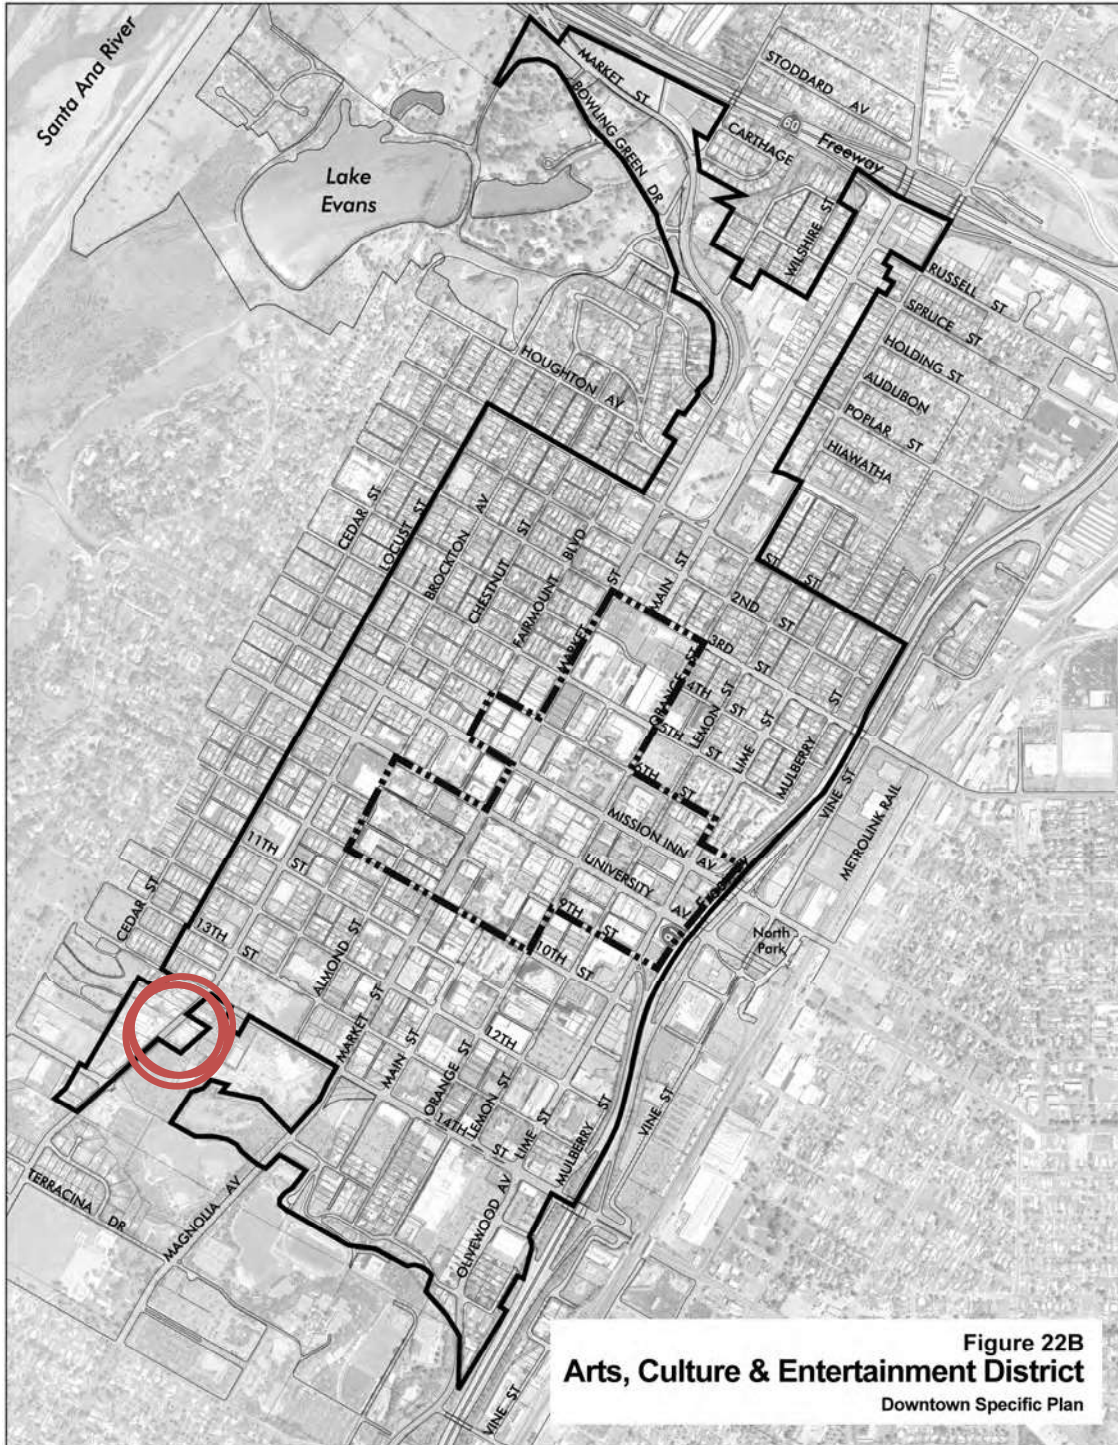 Santa Ana River
Lake
Evans
MARKET ST
BOWLING GREEN DR
STODDARD AV
60
Freeway
CARTHAGE
WILSHIRE ST
RUSSELL ST
SPRUCE ST
HOLDING ST
AUDUBON
POPLAR ST
HIAWATHA
HOUGHTON AV
CEDAR ST
LOCUST ST
BROCKTON AV
CHESTNUT ST
FAIRMOUNT BLVD
MARKET ST
MAIN ST
ST
2ND ST
3RD ST
ORANGE ST
4TH ST
5TH ST
LEMON ST
LIME ST
6TH ST
MULBERRY ST
MISSION INN AV
UNIVERSITY AV
VINE ST
METROLINK RAIL
9TH ST
10TH ST
North
Park
11TH ST
CEDAR ST
13TH ST
ALMOND ST
MARKET ST
MAIN ST
12TH
ORANGE ST
LEMON ST
14TH ST
LIME ST
MULBERRY ST
VINE ST
OLIVEWOOD AV
TERRACINA DR
MAGNOLIA AV
VINE ST
Figure 22B
Arts, Culture & Entertainment District
Downtown Specific Plan